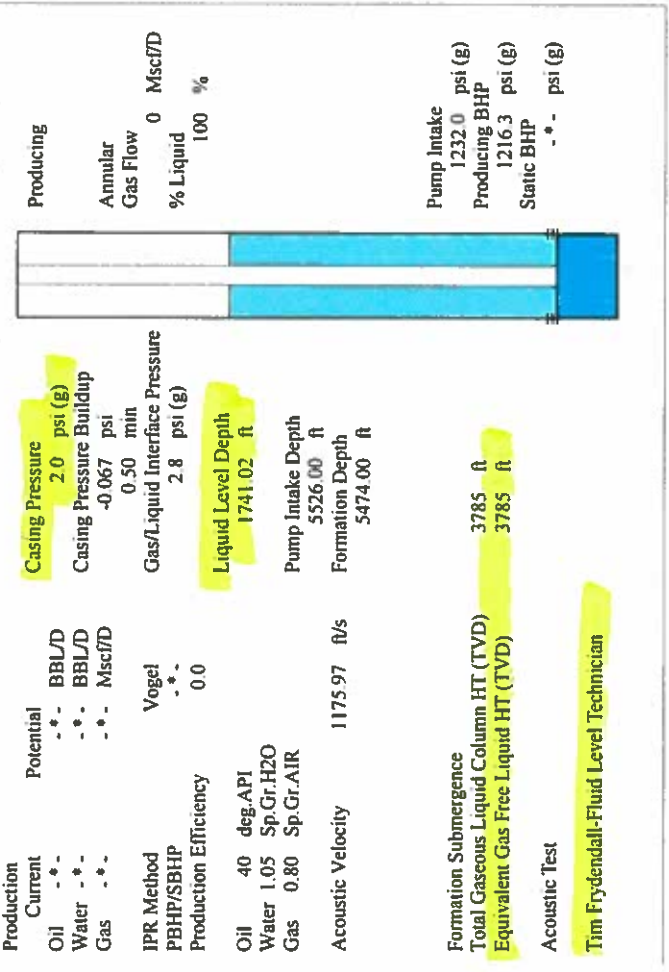 Production
Current Potential
Oil - * - - * - BBL/D
Water - * - - * - BBL/D
Gas - * - - * - Mscf/D
IPR Method Vogel
PBHP/SBHP - * -
Production Efficiency 0.0
Oil 40 deg.API
Water 1.05 Sp.Gr.H2O
Gas 0.80 Sp.Gr.AIR
Acoustic Velocity 1175.97 ft/s
Formation Submergence
Total Gaseous Liquid Column HT (TVD) 3785 ft
Equivalent Gas Free Liquid HT (TVD) 3785 ft
Acoustic Test
Tim Frydendall-Fluid Level Technician
Casing Pressure
2.0 psi (g)
Casing Pressure Buildup
-0.067 psi
0.50 min
Gas/Liquid Interface Pressure
2.8 psi (g)
Liquid Level Depth
1741.02 ft
Pump Intake Depth
5526.00 ft
Formation Depth
5474.00 ft
Producing
Annular
Gas Flow
0 Mscf/D
% Liquid
100 %
Pump Intake
1232.0 psi (g)
Producing BHP
1216.3 psi (g)
Static BHP
- * - psi (g)